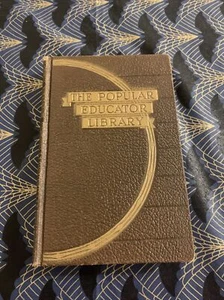 THE POPULAR
EDUCATOR
LIBRARY